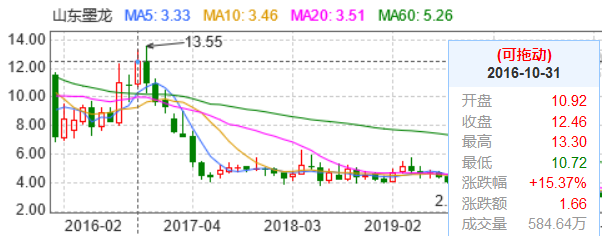 山东墨龙 MA5: 3.33 MA10: 3.46 MA20: 3.51 MA60: 5.26
14.00
12.00
10.00
8.00
6.00
4.00
2.00
13.55
2.
2016-02 2017-04 2018-03 2019-02
(可拖动)
2016-10-31
开盘 10.92
收盘 12.46
最高 13.30
最低 10.72
涨跌幅 +15.37%
涨跌额 1.66
成交量 584.64万